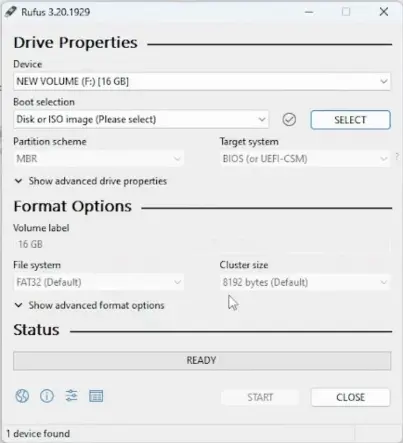 Rufus 3.20.1929
Drive Properties
Device
NEW VOLUME (F:) [16 GB]
Boot selection
Disk or ISO image (Please select)
SELECT
Partition scheme
Target system
MBR
BIOS (or UEFI-CSM)
?
Show advanced drive properties
Format Options
Volume label
16 GB
File system
Cluster size
FAT32 (Default)
8192 bytes (Default)
Show advanced format options
Status
READY
START
CLOSE
1 device found